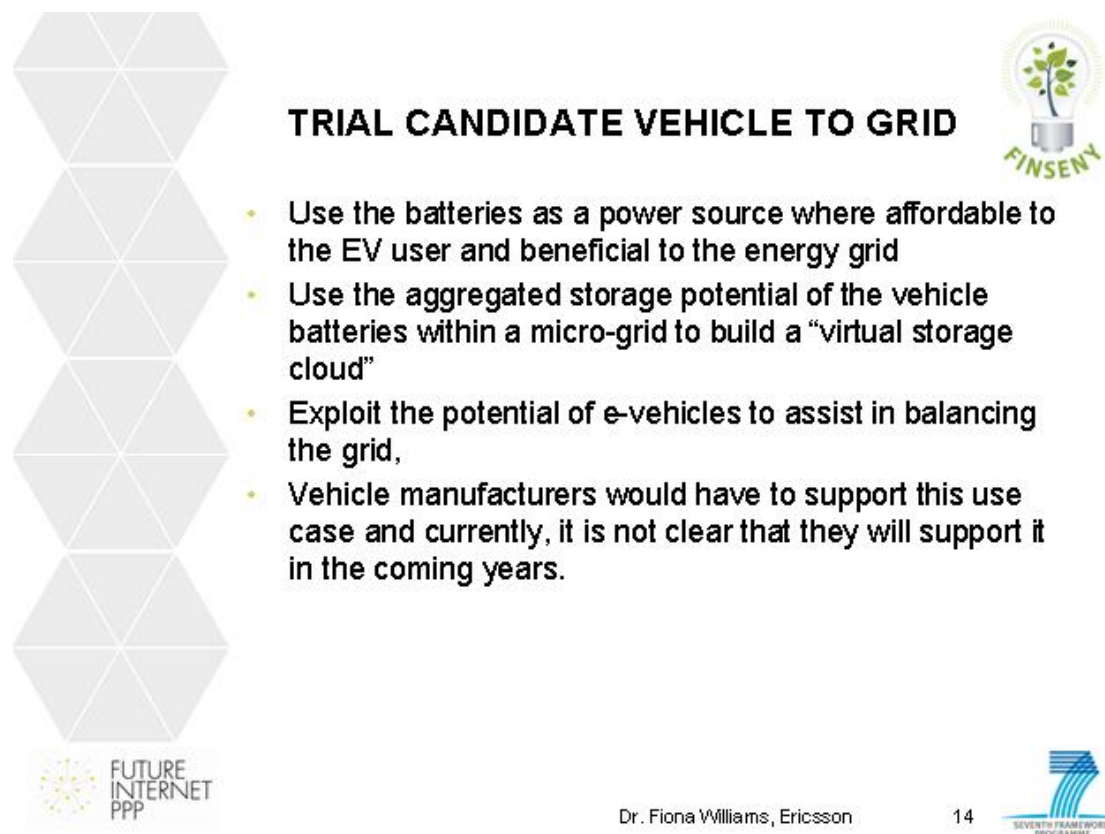 TRIAL CANDIDATE VEHICLE TO GRID
FINSENY
• Use the batteries as a power source where affordable to
the EV user and beneficial to the energy grid
• Use the aggregated storage potential of the vehicle
batteries within a micro-grid to build a “virtual storage
cloud”
• Exploit the potential of e-vehicles to assist in balancing
the grid,
• Vehicle manufacturers would have to support this use
case and currently, it is not clear that they will support it
in the coming years.
FUTURE
INTERNET
PPP
Dr. Fiona Williams, Ericsson
14
SEVENTH FRAMEWORK
PROGRAMME